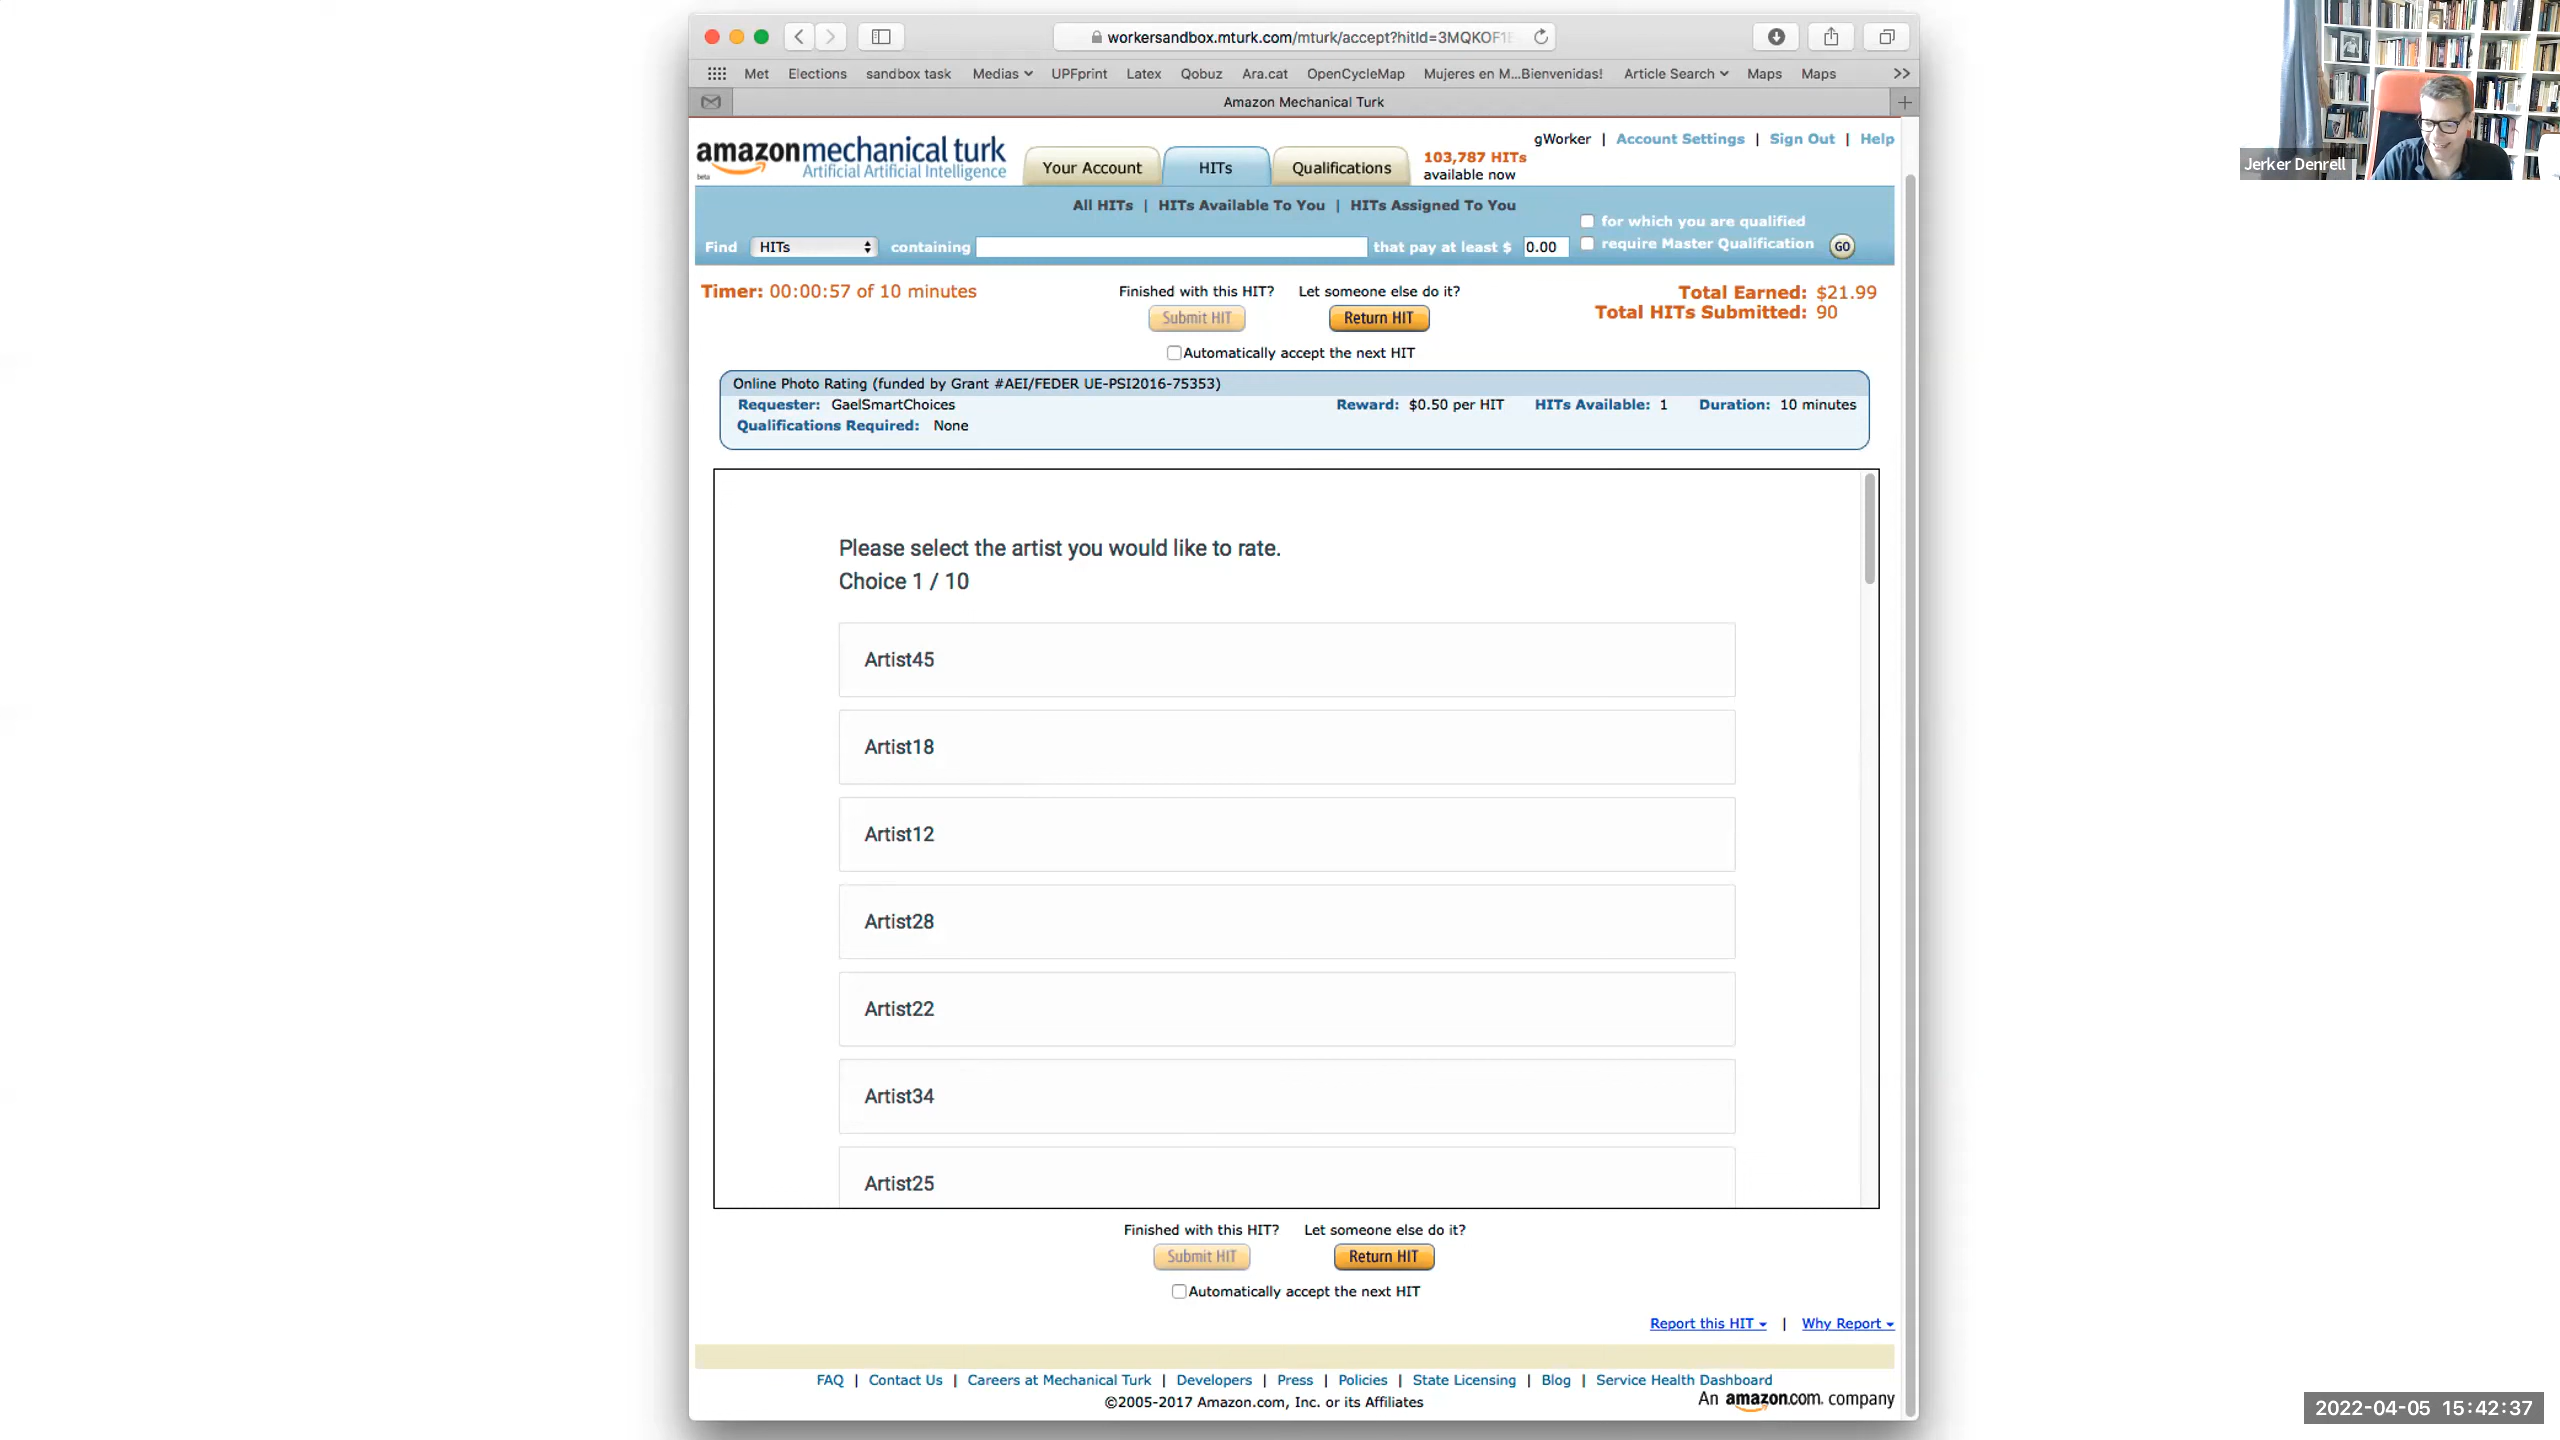 workersandbox.mturk.com/mturk/accept?hitId=3MQKOF1E
Met Elections sandbox task Medias UPFprint Latex Qobuz Ara.cat OpenCycleMap Mujeres en M...Bienvenidas! Article Search Maps Maps
Amazon Mechanical Turk
amazonmechanical turk
beta
Artificial Artificial Intelligence
Your Account
HITs
Qualifications
103,787 HITs
available now
gWorker | Account Settings | Sign Out | Help
All HITs | HITs Available To You | HITs Assigned To You
Find HITs containing that pay at least $ 0.00
for which you are qualified
require Master Qualification
GO
Timer: 00:00:57 of 10 minutes
Finished with this HIT? Let someone else do it?
Submit HIT Return HIT
Automatically accept the next HIT
Total Earned: $21.99
Total HITs Submitted: 90
Online Photo Rating (funded by Grant #AEI/FEDER UE-PSI2016-75353)
Requester: GaelSmartChoices Reward: $0.50 per HIT HITs Available: 1 Duration: 10 minutes
Qualifications Required: None
Please select the artist you would like to rate.
Choice 1 / 10
Artist45
Artist18
Artist12
Artist28
Artist22
Artist34
Artist25
Finished with this HIT? Let someone else do it?
Submit HIT Return HIT
Automatically accept the next HIT
Report this HIT | Why Report
FAQ | Contact Us | Careers at Mechanical Turk | Developers | Press | Policies | State Licensing | Blog | Service Health Dashboard
©2005-2017 Amazon.com, Inc. or its Affiliates
An amazon.com. company
Jerker Denrell
2022-04-05 15:42:37